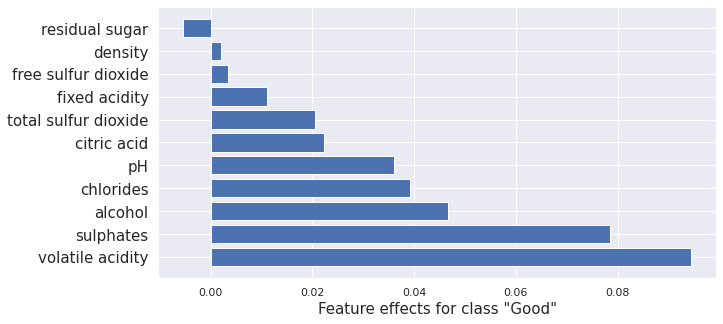 residual sugar
density
free sulfur dioxide
fixed acidity
total sulfur dioxide
citric acid
pH
chlorides
alcohol
sulphates
volatile acidity
0.00 0.02 0.04 0.06 0.08
Feature effects for class "Good"